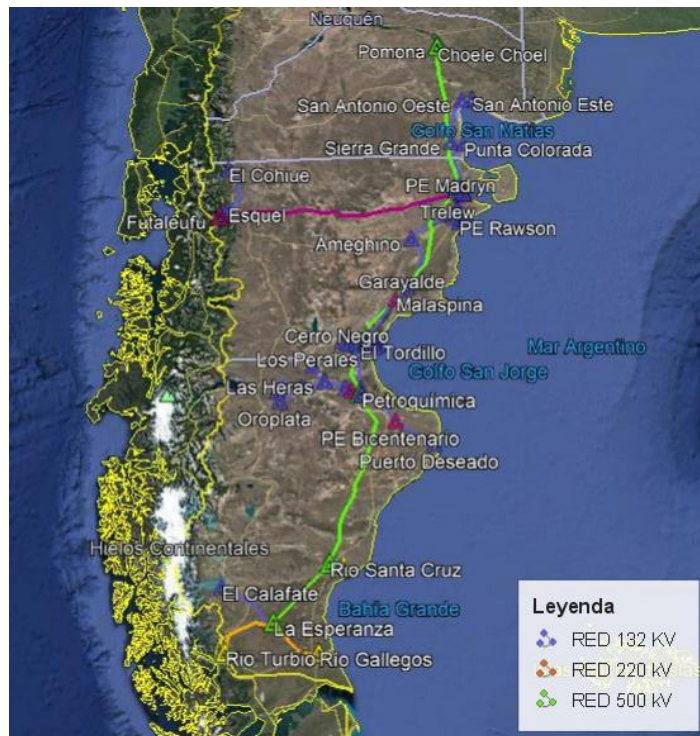 Neuquén
Pomona Choele Choel
San Antonio Oeste San Antonio Este
Golfo San Matías
Sierra Grande Punta Colorada
El Cohiue
PE Madryn
Futaleufú Esquel
Trelew
PE Rawson
Ameghino
Garayalde
Malaspina
Cerro Negro
El Tordillo
Mar Argentino
Los Perales
Golfo San Jorge
Las Heras
Petroquímica
Oroplata
PE Bicentenario
Puerto Deseado
Hielos Continentales
Rio Santa Cruz
El Calafate
Bahía Grande
La Esperanza
Rio Turbio Rio Gallegos
Leyenda
RED 132 KV
RED 220 kV
RED 500 kV